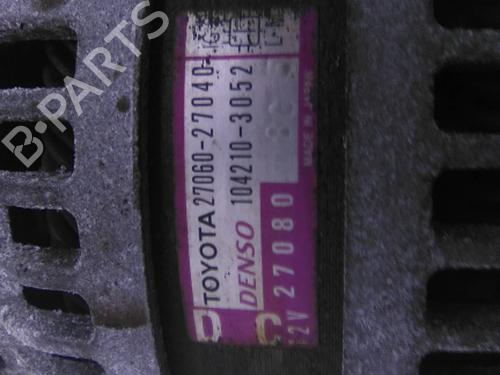 B-PARTS
TOYOTA 27060-27040
DENSO 104210-3052
12V 27080
MADE IN JAPAN